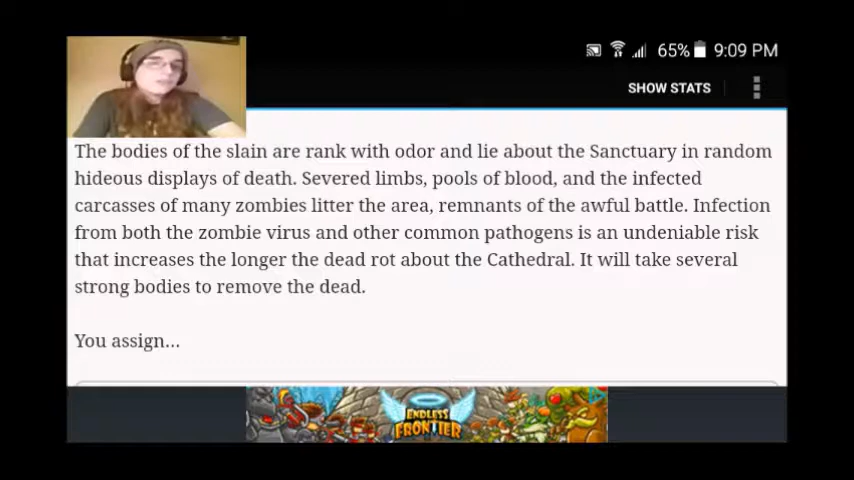 65% 9:09 PM
SHOW STATS
The bodies of the slain are rank with odor and lie about the Sanctuary in random
hideous displays of death. Severed limbs, pools of blood, and the infected
carcasses of many zombies litter the area, remnants of the awful battle. Infection
from both the zombie virus and other common pathogens is an undeniable risk
that increases the longer the dead rot about the Cathedral. It will take several
strong bodies to remove the dead.
You assign...
ENDLESS
FRONTIER